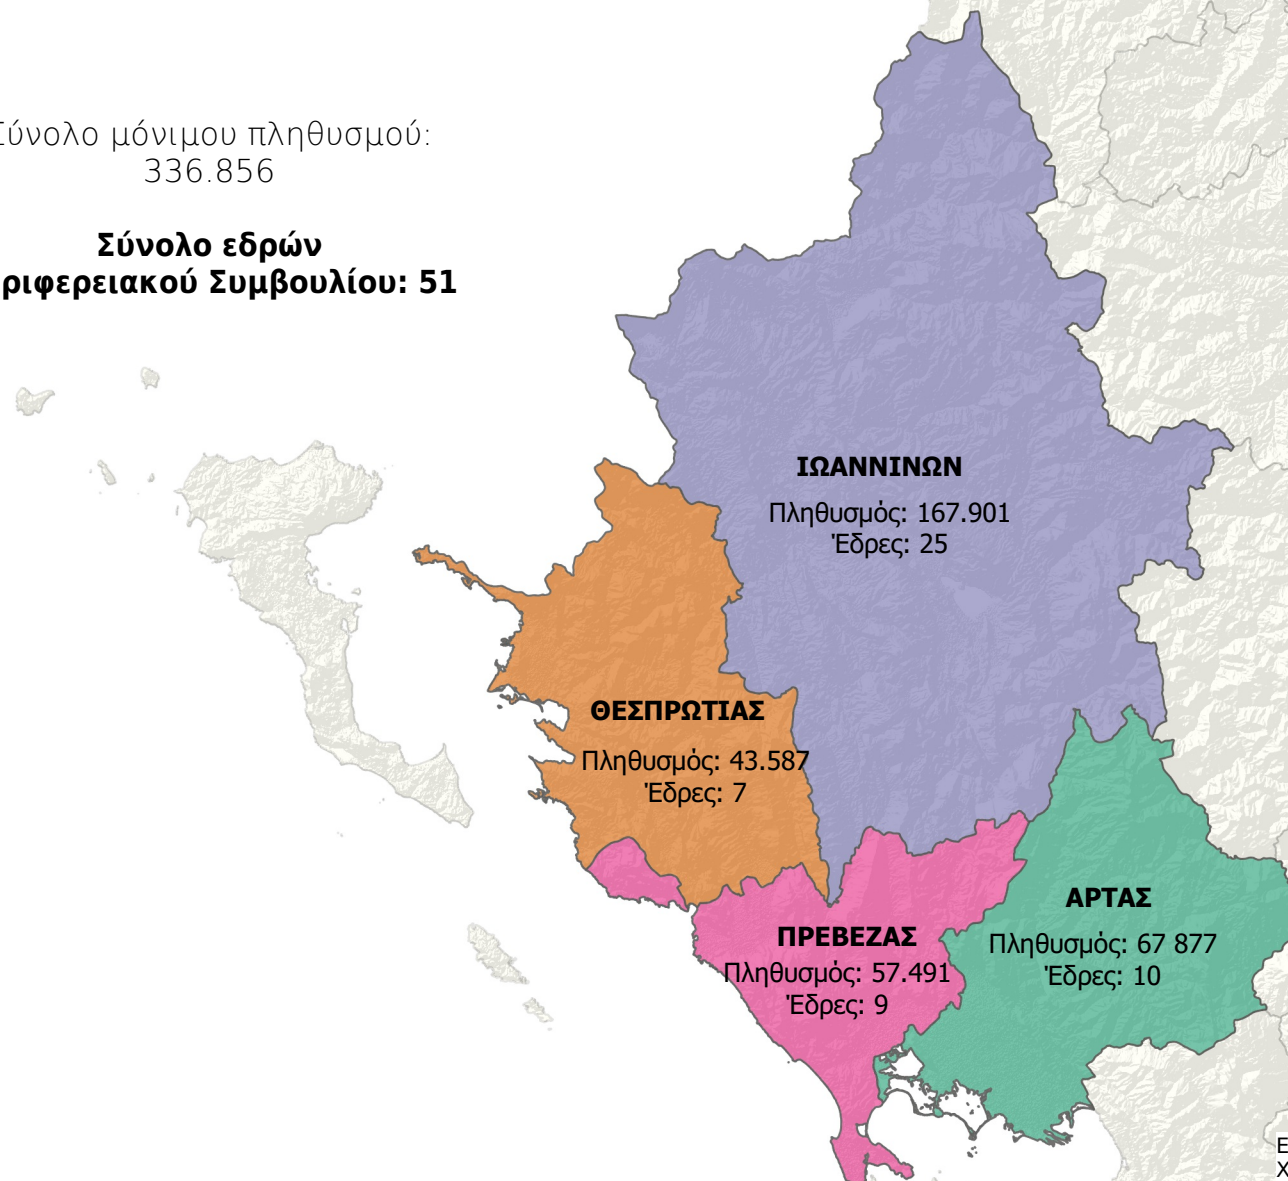 Σύνολο μόνιμου πληθυσμού:
336.856
Σύνολο εδρών
ριφερειακού Συμβουλίου: 51
ΙΩΑΝΝΙΝΩΝ
Πληθυσμός: 167.901
Έδρες: 25
ΘΕΣΠΡΩΤΙΑΣ
Πληθυσμός: 43.587
Έδρες: 7
ΑΡΤΑΣ
Πληθυσμός: 67 877
Έδρες: 10
ΠΡΕΒΕΖΑΣ
Πληθυσμός: 57.491
Έδρες: 9